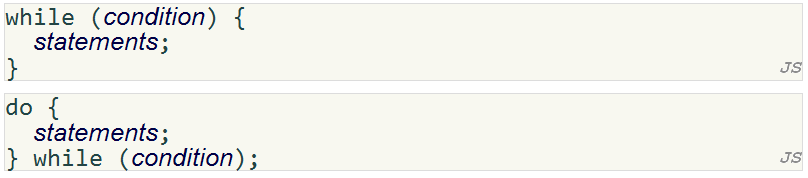 while (condition) {
statements;
}
JS
do {
statements;
} while (condition);
JS